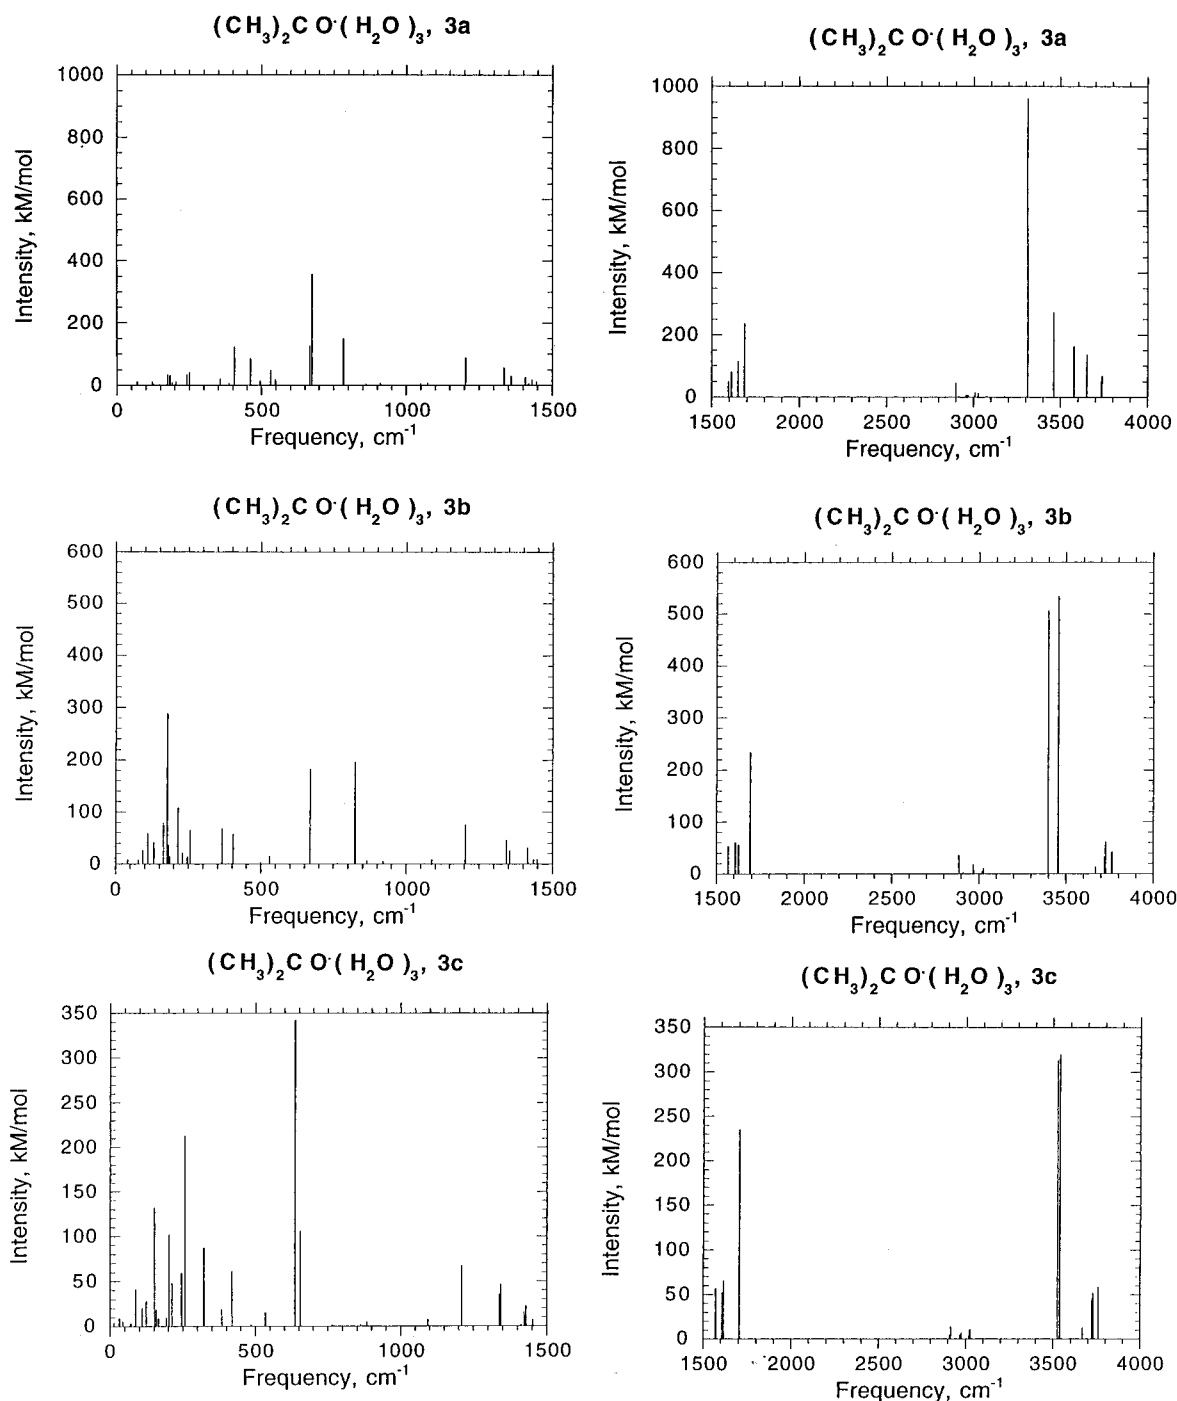 (CH₃)₂CO·(H₂O)₃, 3a
1000
800
600
400
200
0
Intensity, kM/mol
0 500 1000 1500
Frequency, cm⁻¹
(CH₃)₂CO·(H₂O)₃, 3a
1000
800
600
400
200
0
Intensity, kM/mol
1500 2000 2500 3000 3500 4000
Frequency, cm⁻¹
(CH₃)₂CO·(H₂O)₃, 3b
600
500
400
300
200
100
0
Intensity, kM/mol
0 500 1000 1500
Frequency, cm⁻¹
(CH₃)₂CO·(H₂O)₃, 3b
600
500
400
300
200
100
0
Intensity, kM/mol
1500 2000 2500 3000 3500 4000
Frequency, cm⁻¹
(CH₃)₂CO·(H₂O)₃, 3c
350
300
250
200
150
100
50
0
Intensity, kM/mol
0 500 1000 1500
Frequency, cm⁻¹
(CH₃)₂CO·(H₂O)₃, 3c
350
300
250
200
150
100
50
0
Intensity, kM/mol
1500 2000 2500 3000 3500 4000
Frequency, cm⁻¹